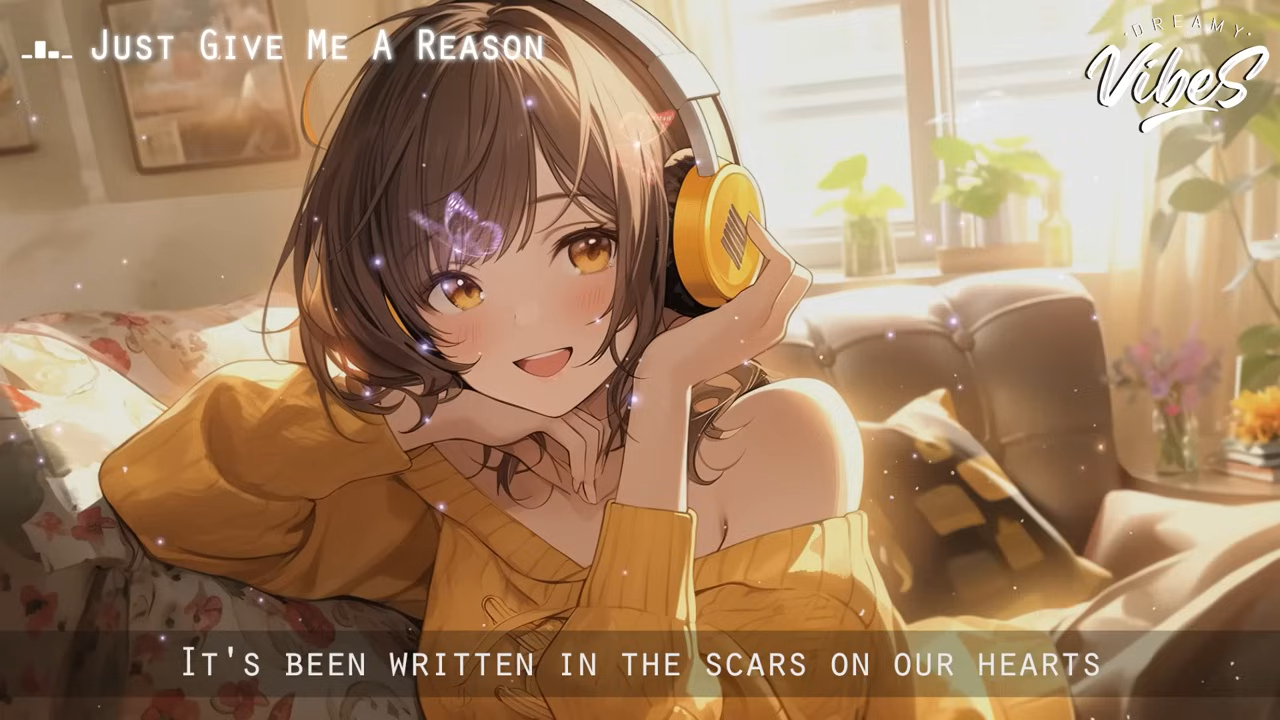 Just Give Me A Reason
DREAMY
Vibes
It's been written in the scars on our hearts